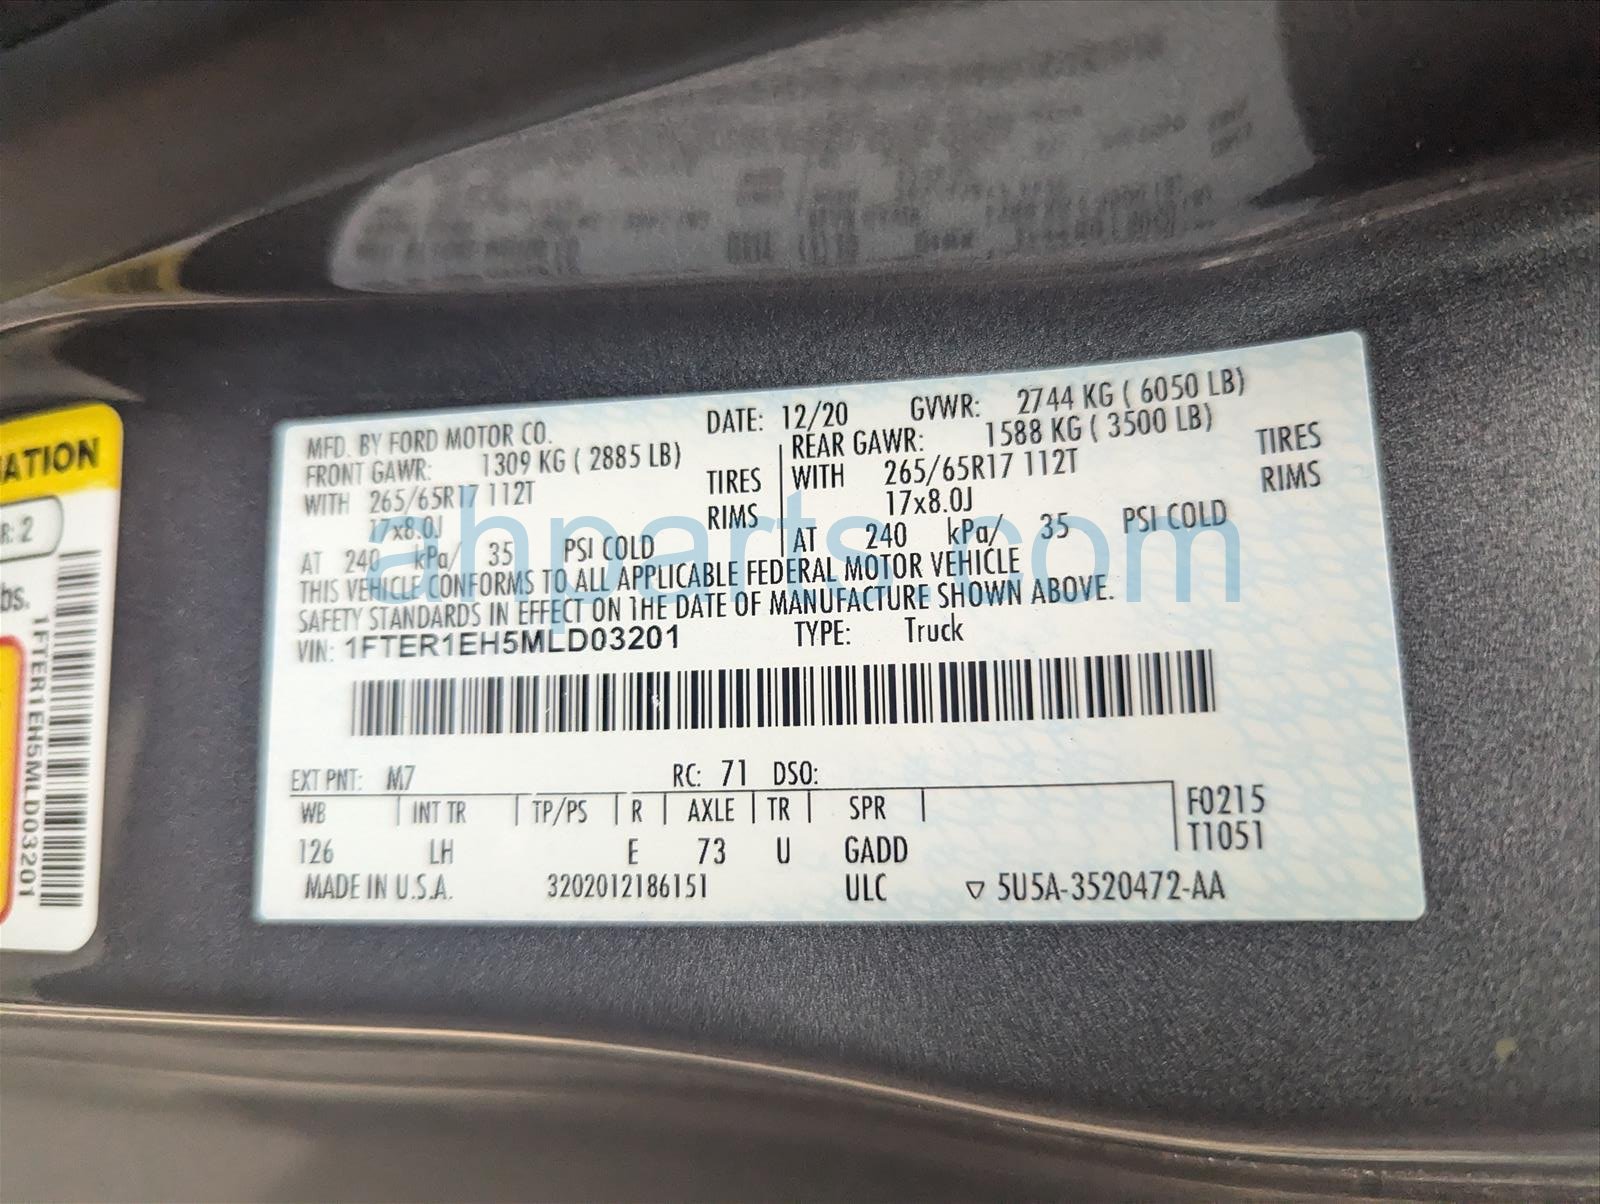 MFD. BY FORD MOTOR CO. DATE: 12/20 GVWR: 2744 KG ( 6050 LB)
FRONT GAWR: 1309 KG ( 2885 LB) REAR GAWR: 1588 KG ( 3500 LB)
WITH 265/65R17 112T TIRES WITH 265/65R17 112T TIRES
17x8.0J RIMS 17x8.0J RIMS
AT 240 kPa/ 35 PSI COLD AT 240 kPa/ 35 PSI COLD
THIS VEHICLE CONFORMS TO ALL APPLICABLE FEDERAL MOTOR VEHICLE
SAFETY STANDARDS IN EFFECT ON THE DATE OF MANUFACTURE SHOWN ABOVE.
VIN: 1FTER1EH5MLD03201 TYPE: Truck
EXT PNT: M7 RC: 71 DSO:
WB INT TR TP/PS R AXLE TR SPR F0215
T1051
126 LH E 73 U GADD
MADE IN U.S.A. 3202012186151 ULC ▽ 5U5A-3520472-AA
ahparts.com
ATION
R: 2
bs.
1FTER1EH5MLD03201